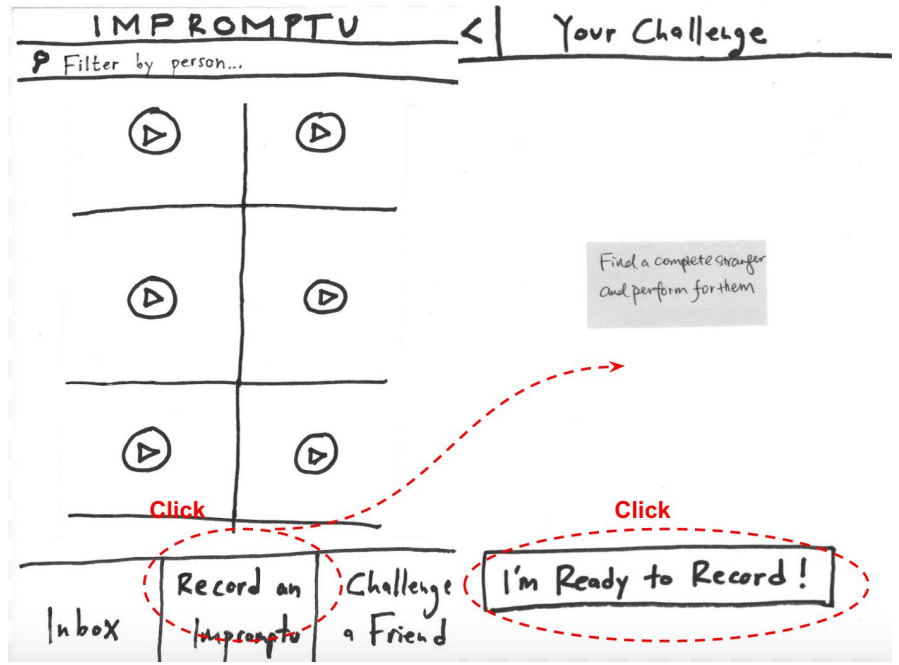 IMPROMPTU
Filter by person...
Click
Inbox
Record an
Impromptu
Challenge
a Friend
< Your Challenge
Find a complete stranger
and perform for them
Click
I'm Ready to Record!